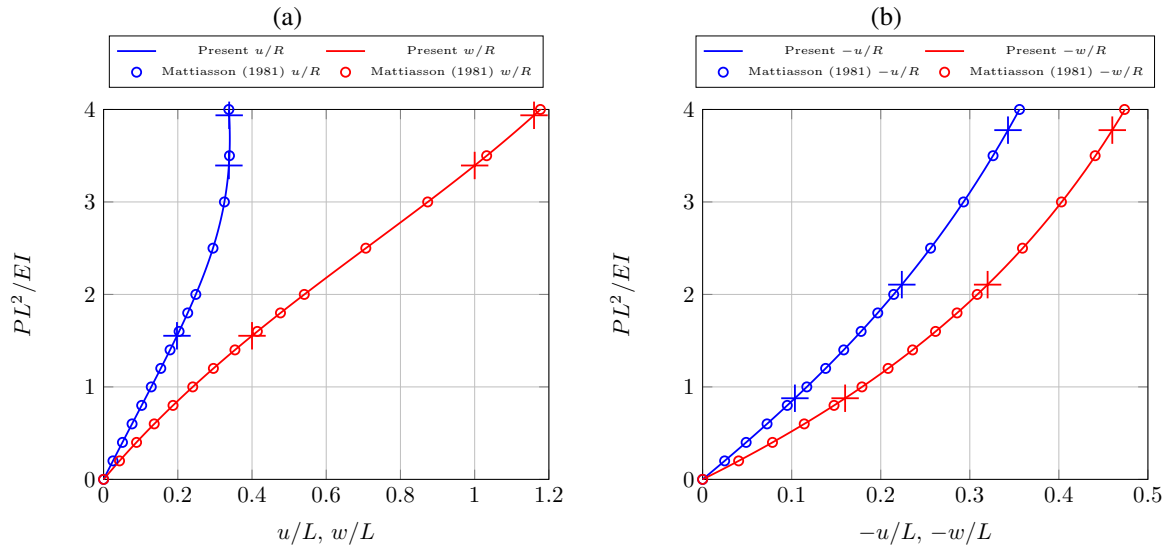 (a)
Present u/R Present w/R
Mattiasson (1981) u/R Mattiasson (1981) w/R
4
3
2
1
0
PL²/EI
0.2 0.4 0.6 0.8 1 1.2
u/L, w/L
(b)
Present −u/R Present −w/R
Mattiasson (1981) −u/R Mattiasson (1981) −w/R
4
3
2
1
0
PL²/EI
0 0.1 0.2 0.3 0.4 0.5
−u/L, −w/L